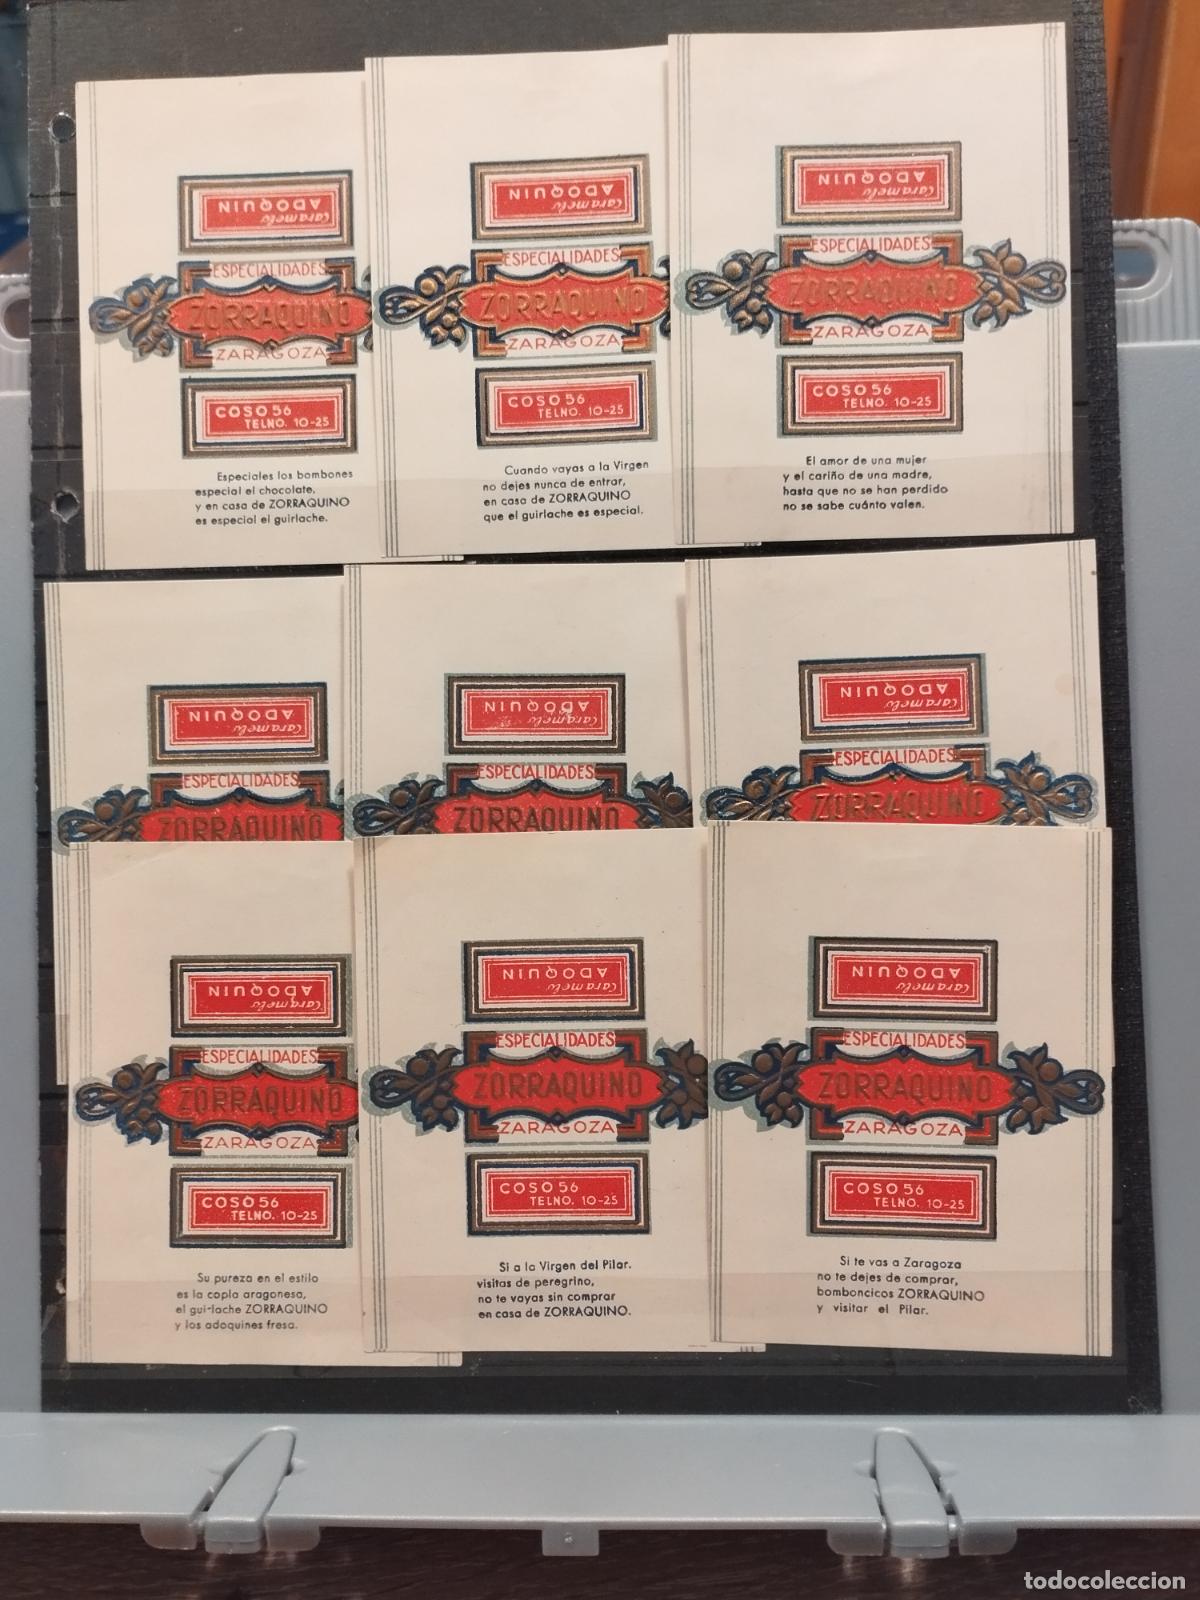 Caramelo
ADOQUIN
ESPECIALIDADES
ZORRAQUINO
ZARAGOZA
COSO 56
TELNO. 10-25
Especiales los bombones
especial el chocolate,
y en casa de ZORRAQUINO
es especial el guirlache.
Caramelo
ADOQUIN
ESPECIALIDADES
ZORRAQUINO
ZARAGOZA
COSO 56
TELNO. 10-25
Cuando vayas a la Virgen
no dejes nunca de entrar,
en casa de ZORRAQUINO
que el guirlache es especial.
Caramelo
ADOQUIN
ESPECIALIDADES
ZORRAQUINO
ZARAGOZA
COSO 56
TELNO. 10-25
El amor de una mujer
y el cariño de una madre,
hasta que no se han perdido
no se sabe cuánto valen.
Caramelo
ADOQUIN
ESPECIALIDADES
ZORRAQUINO
Caramelo
ADOQUIN
ESPECIALIDADES
ZORRAQUINO
Caramelo
ADOQUIN
ESPECIALIDADES
ZORRAQUINO
Caramelo
ADOQUIN
ESPECIALIDADES
ZORRAQUINO
ZARAGOZA
COSO 56
TELNO. 10-25
Su pureza en el estilo
es la copla aragonesa,
el guirlache ZORRAQUINO
y los adoquines fresa.
Caramelo
ADOQUIN
ESPECIALIDADES
ZORRAQUINO
ZARAGOZA
COSO 56
TELNO. 10-25
Si a la Virgen del Pilar.
visitas de peregrino,
no te vayas sin comprar
en casa de ZORRAQUINO.
Caramelo
ADOQUIN
ESPECIALIDADES
ZORRAQUINO
ZARAGOZA
COSO 56
TELNO. 10-25
Si te vas a Zaragoza
no te dejes de comprar,
bomboncicos ZORRAQUINO
y visitar el Pilar.
todocoleccion